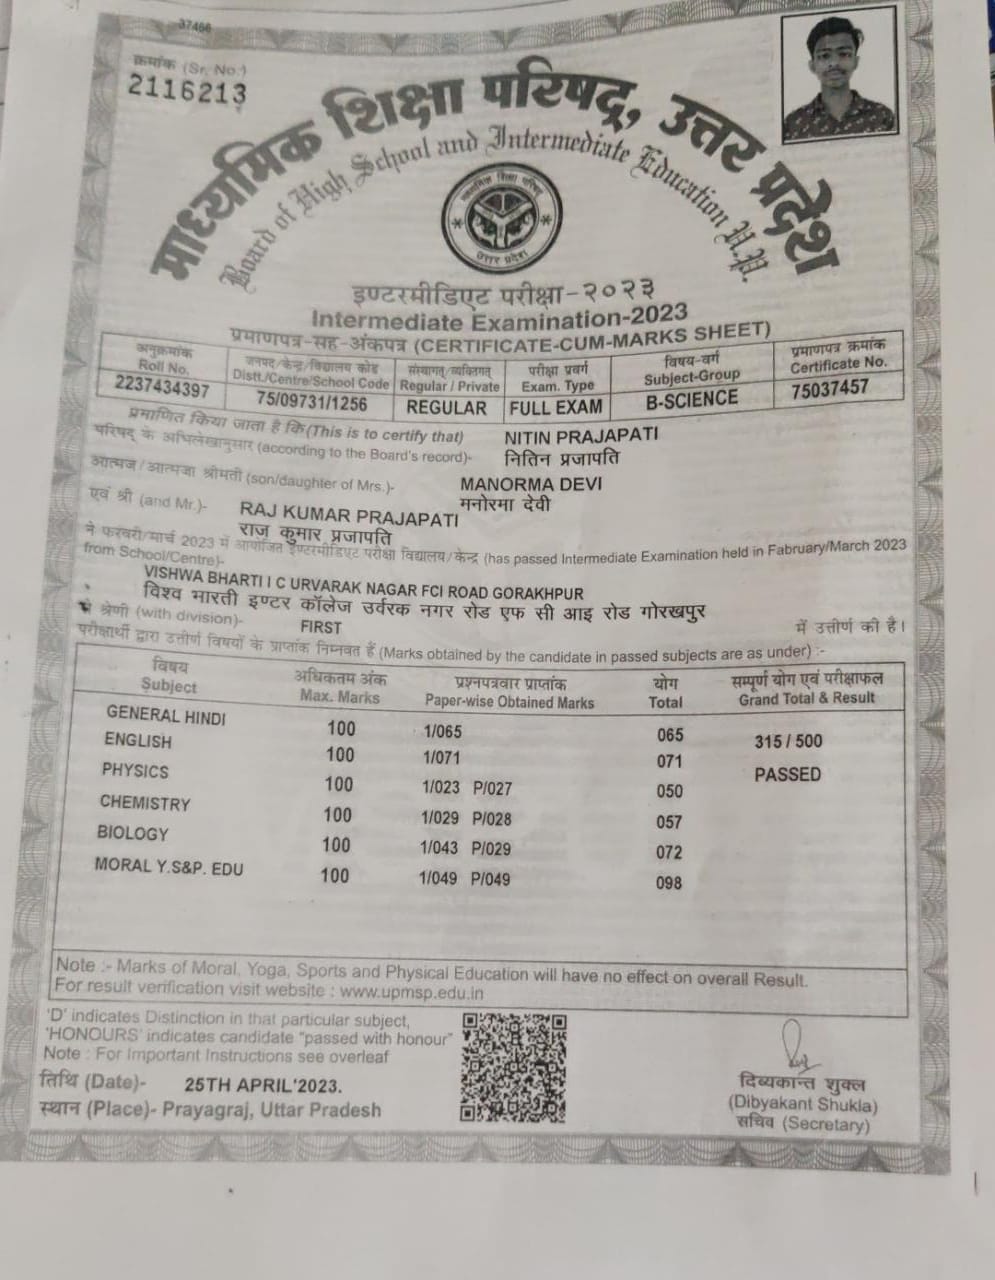 37466
क्रमांक (Sr. No.)
2116213
माध्यमिक शिक्षा परिषद्, उत्तर प्रदेश
Board of High School and Intermediate Education U.P.
माध्यमिक शिक्षा परिषद्
उत्तर प्रदेश
इण्टरमीडिएट परीक्षा-२०२३
Intermediate Examination-2023
प्रमाणपत्र-सह-अंकपत्र (CERTIFICATE-CUM-MARKS SHEET)
अनुक्रमांक जनपद/केन्द्र/विद्यालय कोड संस्थागत/व्यक्तिगत परीक्षा प्रवर्ग विषय-वर्ग प्रमाणपत्र क्रमांक
Roll No. Distt./Centre/School Code Regular / Private Exam. Type Subject-Group Certificate No.
2237434397 75/09731/1256 REGULAR FULL EXAM B-SCIENCE 75037457
प्रमाणित किया जाता है कि (This is to certify that) NITIN PRAJAPATI
परिषद् के अभिलेखानुसार (according to the Board's record)- नितिन प्रजापति
आत्मज/आत्मजा श्रीमती (son/daughter of Mrs.)- MANORMA DEVI
मनोरमा देवी
एवं श्री (and Mr.)- RAJ KUMAR PRAJAPATI
राज कुमार प्रजापति
ने फरवरी/मार्च 2023 में आयोजित इण्टरमीडिएट परीक्षा विद्यालय/केन्द्र (has passed Intermediate Examination held in Fabruary/March 2023
from School/Centre)-
VISHWA BHARTI I C URVARAK NAGAR FCI ROAD GORAKHPUR
विश्व भारती इण्टर कॉलेज उर्वरक नगर रोड एफ सी आइ रोड गोरखपुर
से श्रेणी (with division)- FIRST में उत्तीर्ण की है।
परीक्षार्थी द्वारा उत्तीर्ण विषयों के प्राप्तांक निम्नवत हैं (Marks obtained by the candidate in passed subjects are as under) :-
विषय अधिकतम अंक प्रश्नपत्रवार प्राप्तांक योग सम्पूर्ण योग एवं परीक्षाफल
Subject Max. Marks Paper-wise Obtained Marks Total Grand Total & Result
GENERAL HINDI 100 1/065 065 315 / 500
ENGLISH 100 1/071 071 PASSED
PHYSICS 100 1/023 P/027 050
CHEMISTRY 100 1/029 P/028 057
BIOLOGY 100 1/043 P/029 072
MORAL Y.S&P. EDU 100 1/049 P/049 098
Note :- Marks of Moral, Yoga, Sports and Physical Education will have no effect on overall Result.
For result verification visit website : www.upmsp.edu.in
'D' indicates Distinction in that particular subject,
'HONOURS' indicates candidate "passed with honour"
Note : For Important Instructions see overleaf
तिथि (Date)- 25TH APRIL'2023.
स्थान (Place)- Prayagraj, Uttar Pradesh
दिब्यकान्त शुक्ल
(Dibyakant Shukla)
सचिव (Secretary)